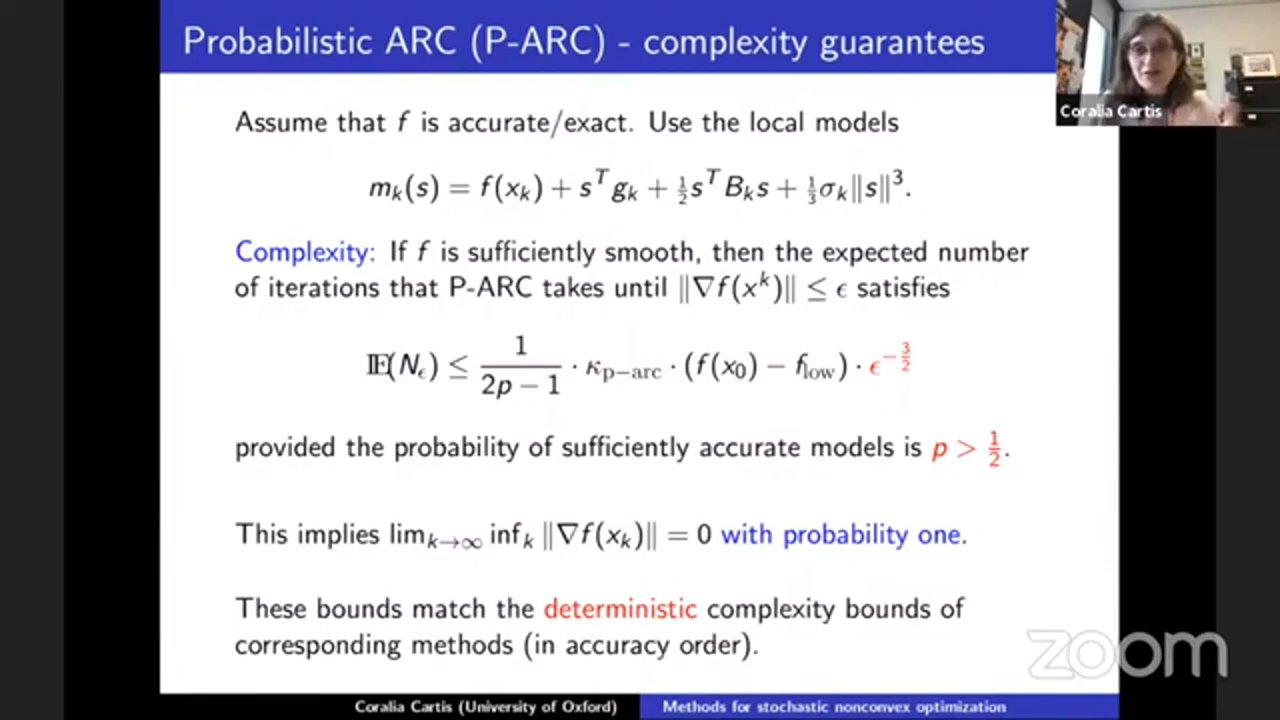 Probabilistic ARC (P-ARC) - complexity guarantees
Coralia Cartis
Assume that f is accurate/exact. Use the local models
m_k(s) = f(x_k) + s^T g_k + ½ s^T B_k s + ⅓ σ_k ‖s‖³.
Complexity: If f is sufficiently smooth, then the expected number
of iterations that P-ARC takes until ‖∇f(x^k)‖ ≤ ϵ satisfies
𝔼(N_ϵ) ≤ 1/(2p − 1) · κ_{p−arc} · (f(x_0) − f_low) · ϵ^{−3/2}
provided the probability of sufficiently accurate models is p > ½.
This implies lim_{k→∞} inf_k ‖∇f(x_k)‖ = 0 with probability one.
These bounds match the deterministic complexity bounds of
corresponding methods (in accuracy order).
zoom
Coralia Cartis (University of Oxford)
Methods for stochastic nonconvex optimization